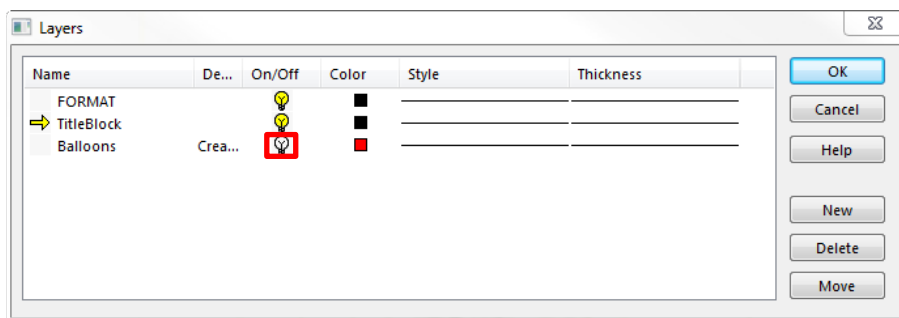 Layers
Name De... On/Off Color Style Thickness
FORMAT
TitleBlock
Balloons Crea...
OK
Cancel
Help
New
Delete
Move